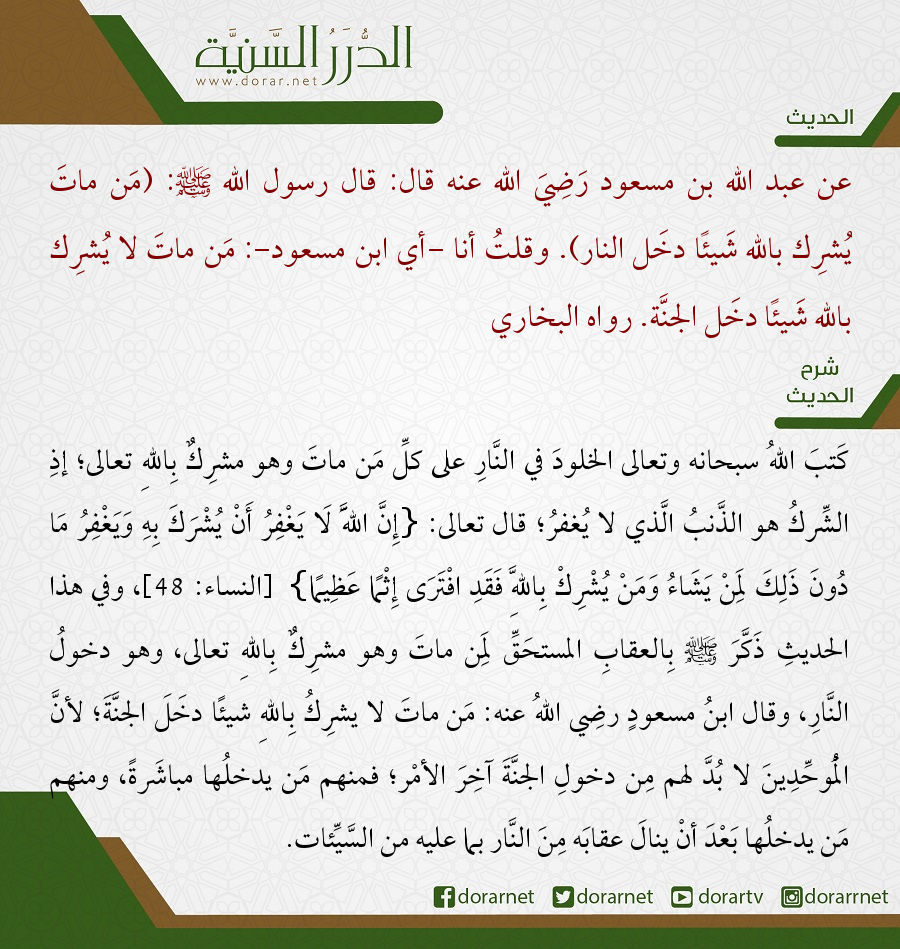 الدُّرَرُ السَّنِيَّة
www.dorar.net
الحديث
عن عبد الله بن مسعود رَضِيَ الله عنه قال: قال رسول الله ﷺ: (مَن ماتَ
يُشرِك بالله شَيئًا دخَل النار). وقلتُ أنا –أي ابن مسعود–: مَن ماتَ لا يُشرِك
بالله شَيئًا دخَل الجنَّة. رواه البخاري
شرح
الحديث
كَتبَ اللهُ سبحانه وتعالى الخلودَ في النَّارِ على كلِّ مَن ماتَ وهو مشرِكٌ بِاللهِ تعالى؛ إذِ
الشِّركُ هو الذَّنبُ الَّذي لا يُغفرُ؛ قال تعالى: {إِنَّ اللهَّ لَا يَغْفِرُ أَنْ يُشْرَكَ بِهِ وَيَغْفِرُ مَا
دُونَ ذَلِكَ لِمَنْ يَشَاءُ وَمَنْ يُشْرِكْ بِاللهَِّ فَقَدِ افْتَرَى إِثْمًا عَظِيمًا} [النساء: 48]، وفي هذا
الحديثِ ذَكَّرَ ﷺ بِالعقابِ المستحَقِّ لِمَن ماتَ وهو مشرِكٌ بِاللهِ تعالى، وهو دخولُ
النَّارِ، وقال ابنُ مسعودٍ رضِي اللهُ عنه: مَن ماتَ لا يشرِكُ بِاللهِ شيئًا دخَلَ الجنَّةَ؛ لأنَّ
المُوحِّدِينَ لا بُدَّ لهم مِن دخولِ الجنَّةَ آخِرَ الأمْر؛ فمنهم مَن يدخلُها مباشَرةً، ومنهم
مَن يدخلُها بَعْدَ أنْ ينالَ عقابَه مِنَ النَّار بما عليه من السَّيِّئات.
dorarnet dorarnet dorartv dorarrnet